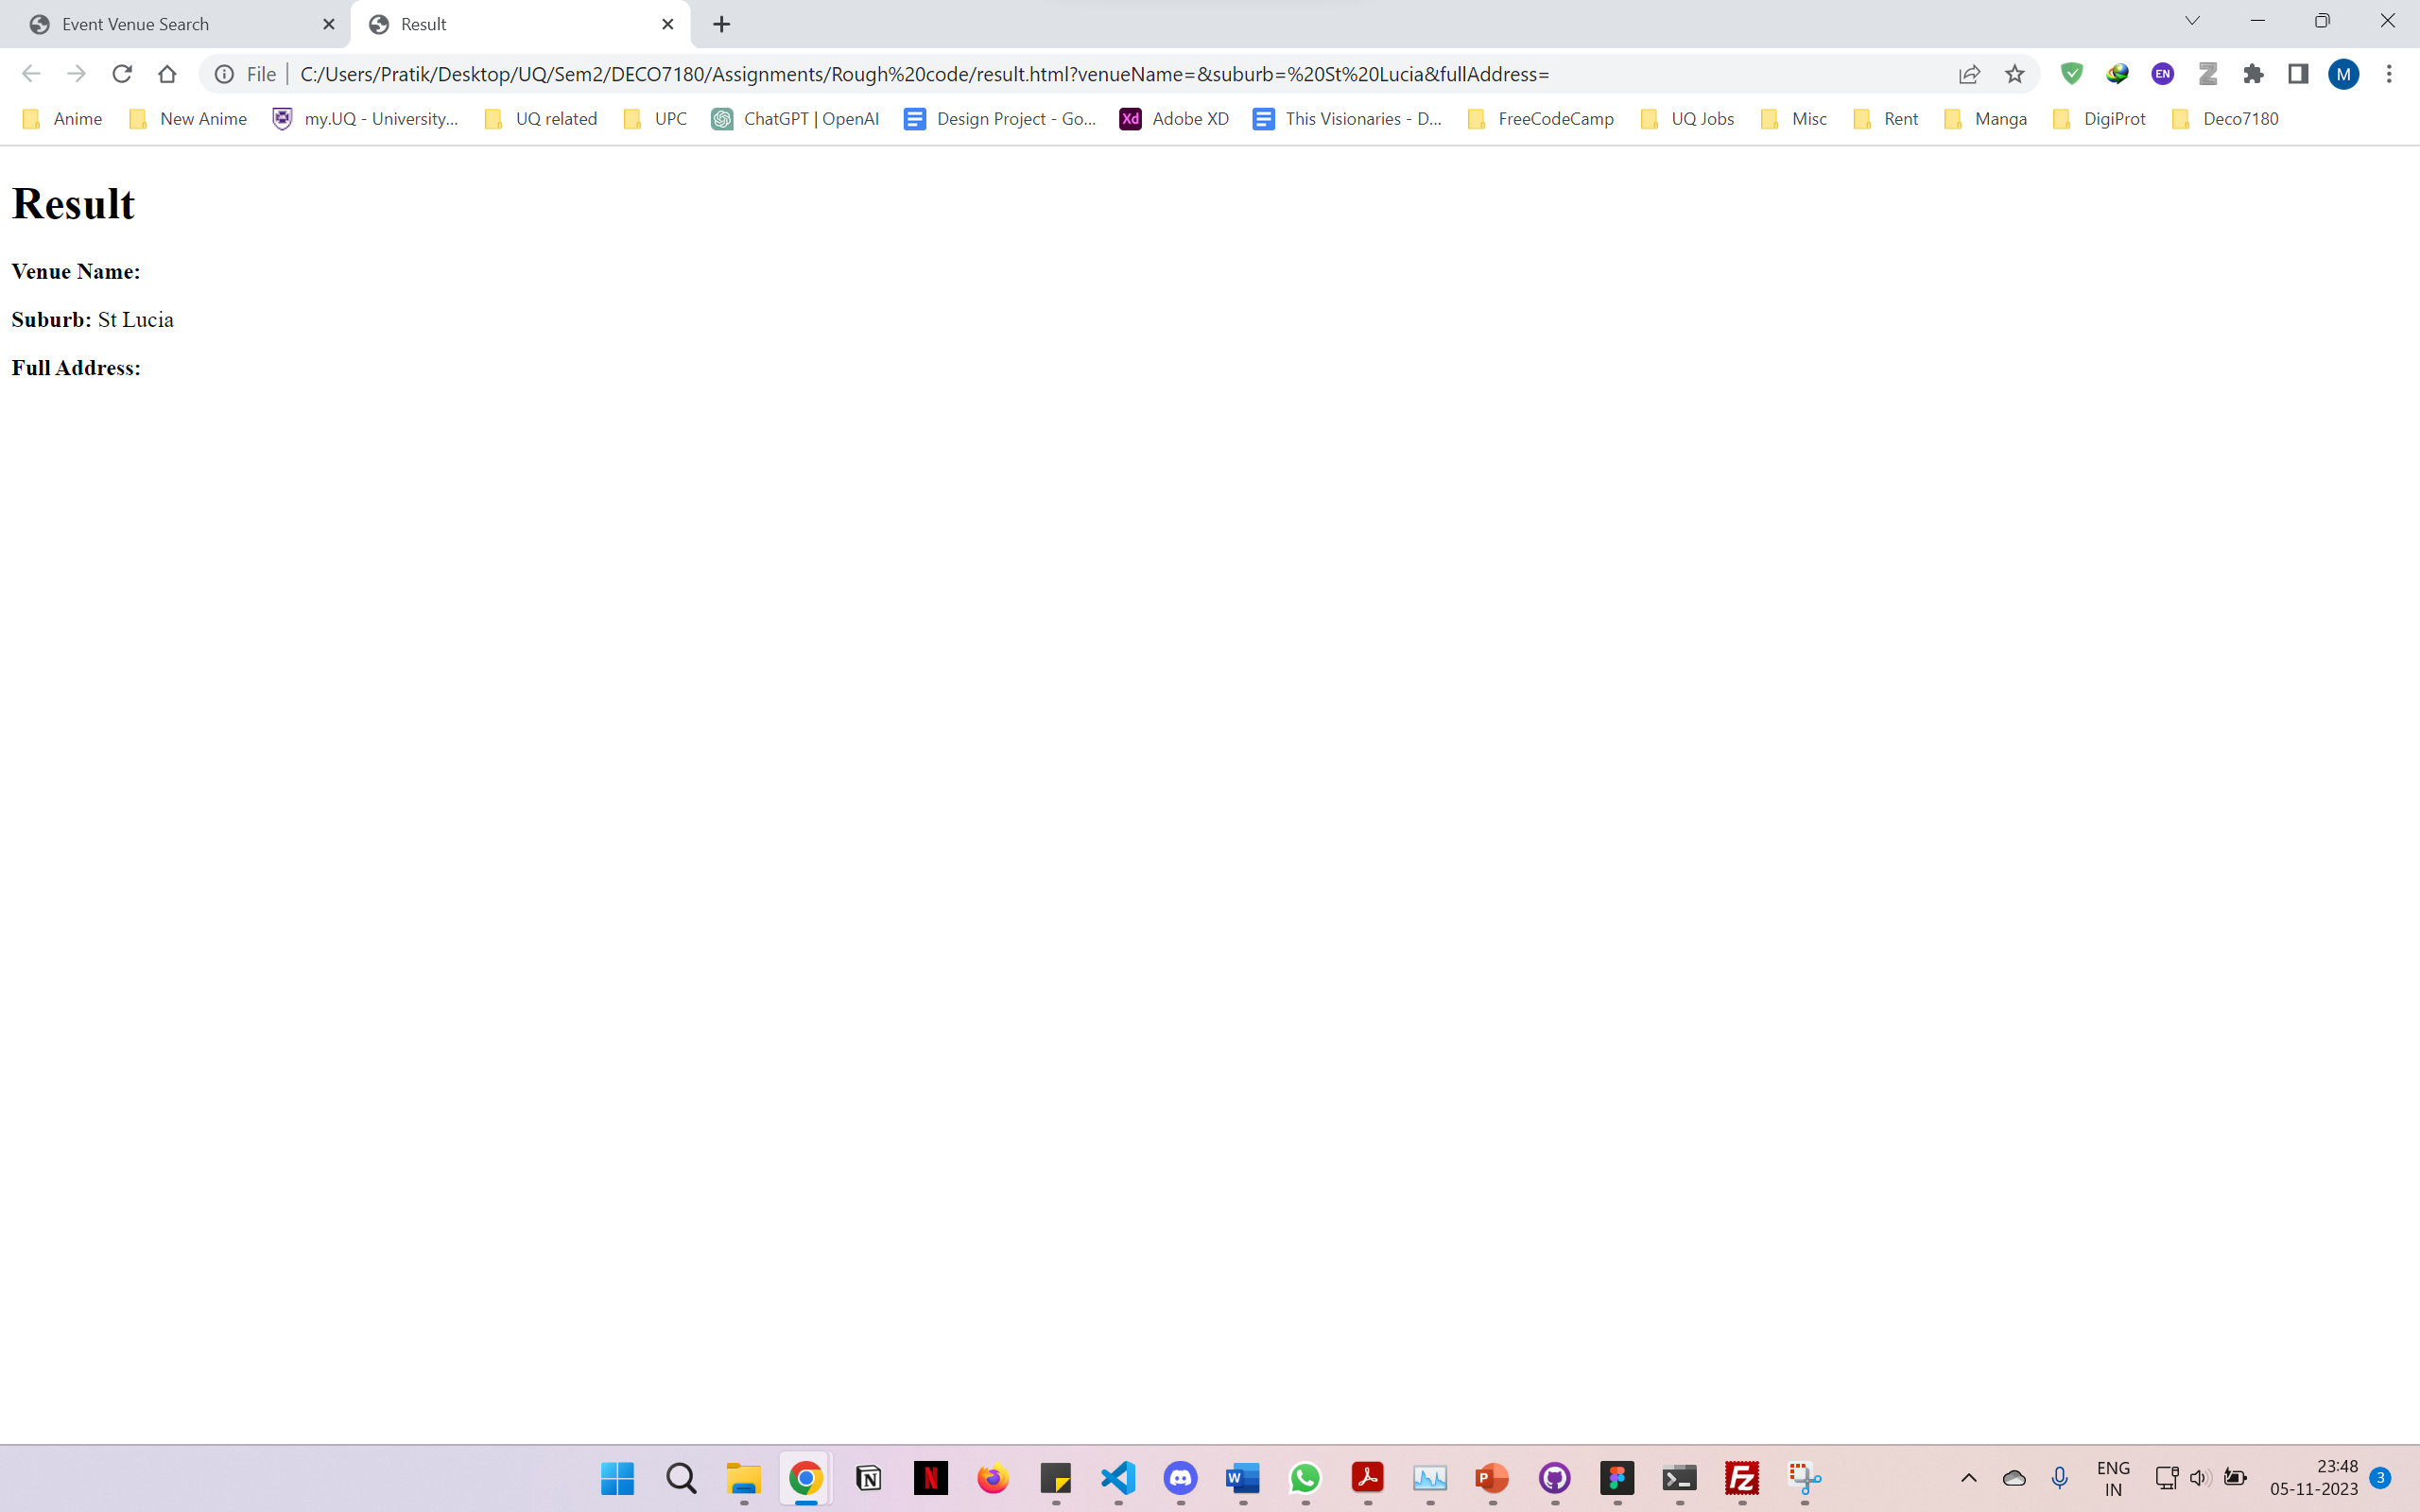 Event Venue Search
Result
File
C:/Users/Pratik/Desktop/UQ/Sem2/DECO7180/Assignments/Rough%20code/result.html?venueName=&suburb=%20St%20Lucia&fullAddress=
EN
Z
M
Anime New Anime my.UQ - University... UQ related UPC ChatGPT | OpenAI Design Project - Go... Xd Adobe XD This Visionaries - D... FreeCodeCamp UQ Jobs Misc Rent Manga DigiProt Deco7180
Result
Venue Name:
Suburb: St Lucia
Full Address:
N
N
W
P
Fz
ENG
IN
23:48
05-11-2023
3